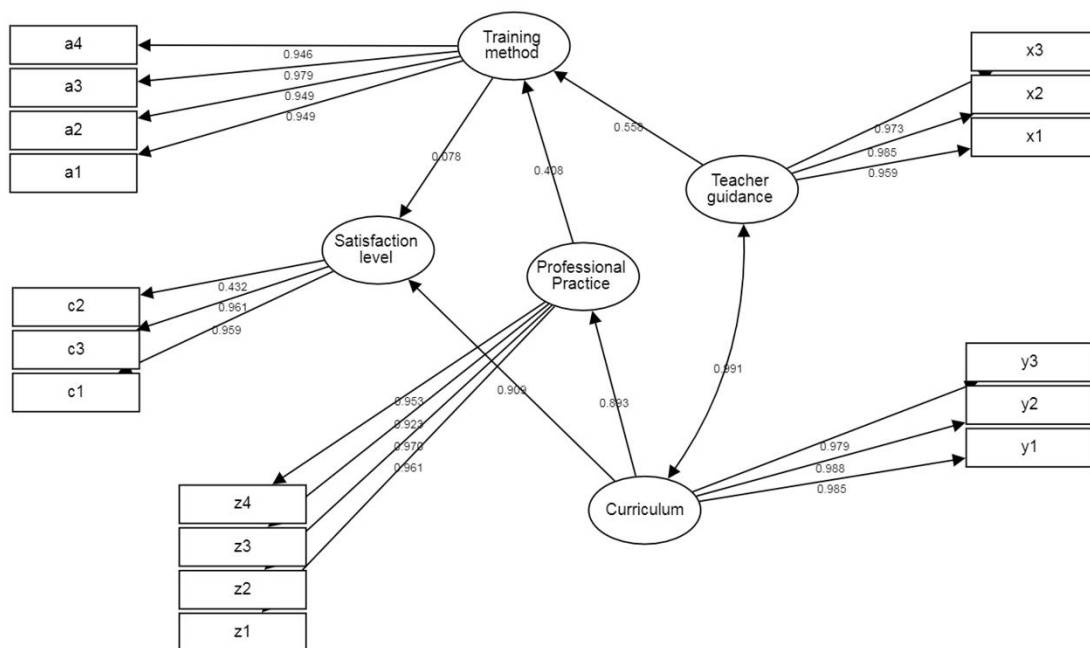 a4
a3
a2
a1
0.946
0.979
0.949
0.949
Training
method
x3
x2
x1
0.973
0.985
0.959
0.558
Teacher
guidance
0.078
0.408
Satisfaction
level
Professional
Practice
c2
c3
c1
0.432
0.961
0.959
0.909
0.893
0.991
0.953
0.923
0.970
0.961
z4
z3
z2
z1
Curriculum
y3
y2
y1
0.979
0.988
0.985